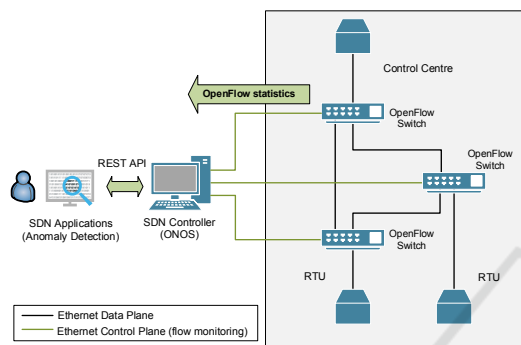 Control Centre
OpenFlow statistics
OpenFlow
Switch
OpenFlow
Switch
REST API
SDN Applications
(Anomaly Detection)
SDN Controller
(ONOS)
OpenFlow
Switch
RTU
RTU
Ethernet Data Plane
Ethernet Control Plane (flow monitoring)